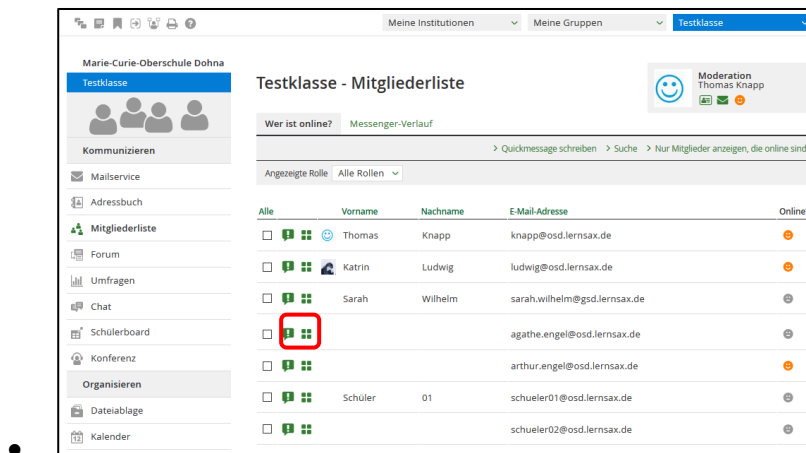 Meine Institutionen Meine Gruppen Testklasse
Marie-Curie-Oberschule Dohna
Testklasse
Testklasse - Mitgliederliste
Moderation
Thomas Knapp
Wer ist online? Messenger-Verlauf
Kommunizieren
Quickmessage schreiben Suche Nur Mitglieder anzeigen, die online sind
Mailservice
Angezeigte Rolle Alle Rollen
Adressbuch
Alle Vorname Nachname E-Mail-Adresse Online
Mitgliederliste
Thomas Knapp knapp@osd.lernsax.de
Forum
Katrin Ludwig ludwig@osd.lernsax.de
Umfragen
Sarah Wilhelm sarah.wilhelm@gsd.lernsax.de
Chat
Schülerboard
agathe.engel@osd.lernsax.de
Konferenz
arthur.engel@osd.lernsax.de
Organisieren
Schüler 01 schueler01@osd.lernsax.de
Dateiablage
schueler02@osd.lernsax.de
12 Kalender